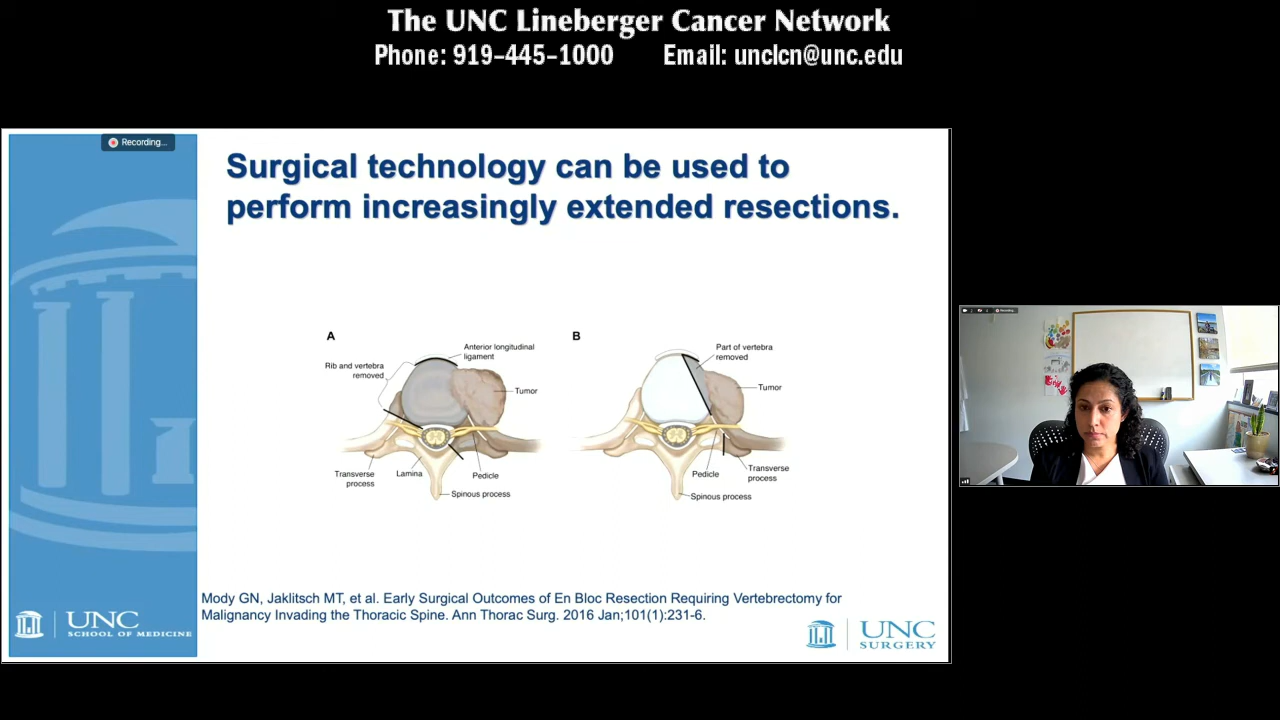 The UNC Lineberger Cancer Network
Phone: 919-445-1000 Email: unclcn@unc.edu
Recording...
Surgical technology can be used to
perform increasingly extended resections.
A
Anterior longitudinal
ligament
Rib and vertebra
removed
Tumor
Transverse
process
Lamina
Pedicle
Spinous process
B
Part of vertebra
removed
Tumor
Pedicle
Transverse
process
Spinous process
Mody GN, Jaklitsch MT, et al. Early Surgical Outcomes of En Bloc Resection Requiring Vertebrectomy for
Malignancy Invading the Thoracic Spine. Ann Thorac Surg. 2016 Jan;101(1):231-6.
UNC
SCHOOL OF MEDICINE
UNC
SURGERY
Recording...